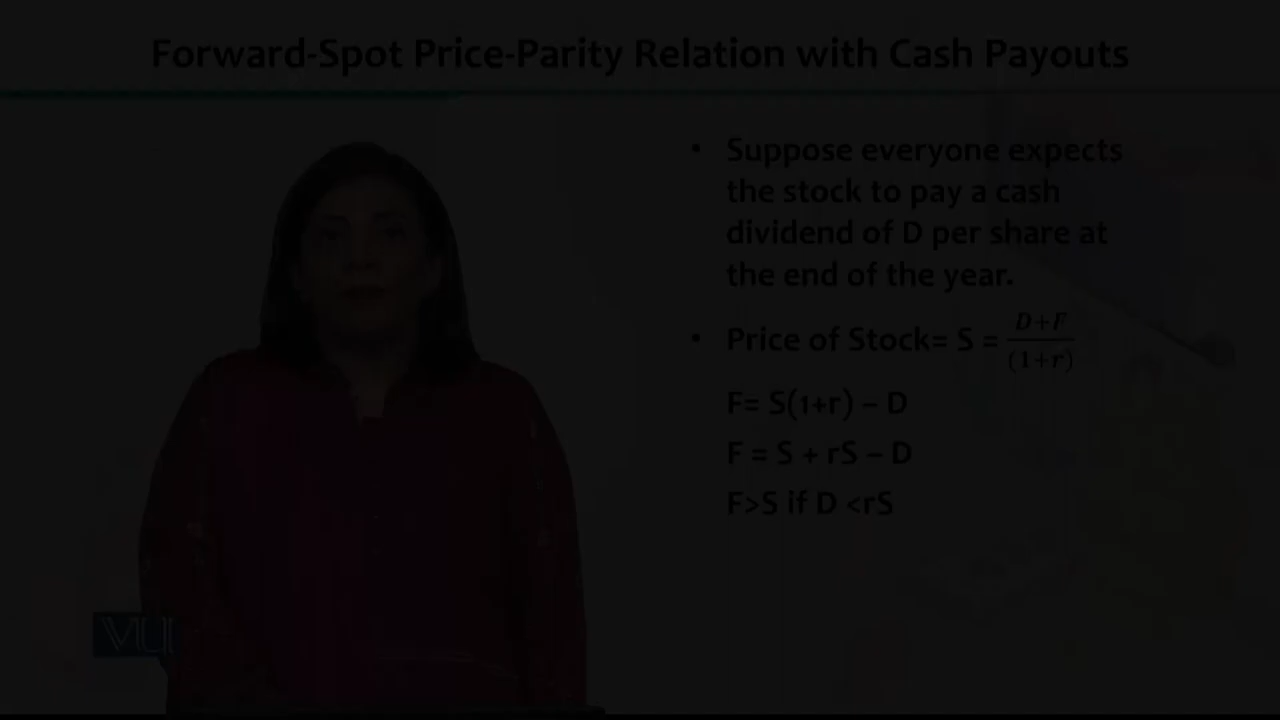 Forward-Spot Price-Parity Relation with Cash Payouts
• Suppose everyone expects
the stock to pay a cash
dividend of D per share at
the end of the year.
• Price of Stock= S = \frac{D+F}{(1+r)}
F= S(1+r) – D
F = S + rS – D
F>S if D <rS
VU